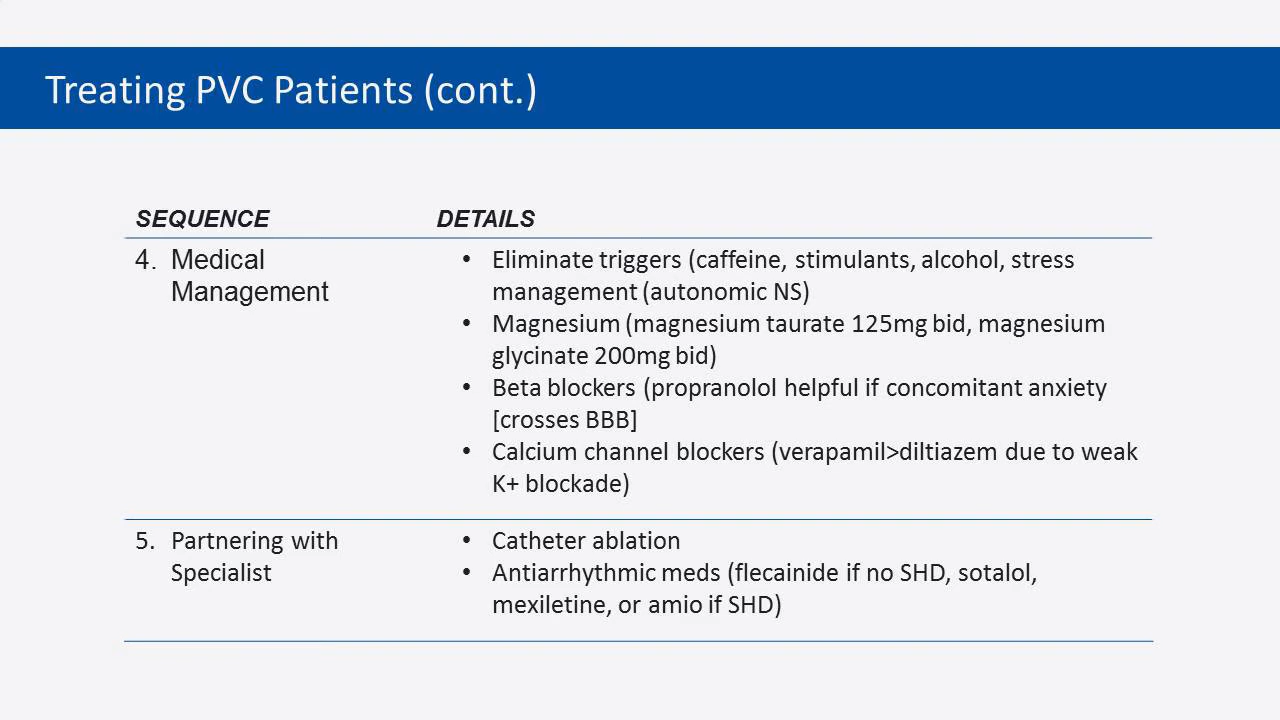 Treating PVC Patients (cont.)
SEQUENCE
DETAILS
4. Medical
Management
• Eliminate triggers (caffeine, stimulants, alcohol, stress
management (autonomic NS)
• Magnesium (magnesium taurate 125mg bid, magnesium
glycinate 200mg bid)
• Beta blockers (propranolol helpful if concomitant anxiety
[crosses BBB]
• Calcium channel blockers (verapamil>diltiazem due to weak
K+ blockade)
5. Partnering with
Specialist
• Catheter ablation
• Antiarrhythmic meds (flecainide if no SHD, sotalol,
mexiletine, or amio if SHD)